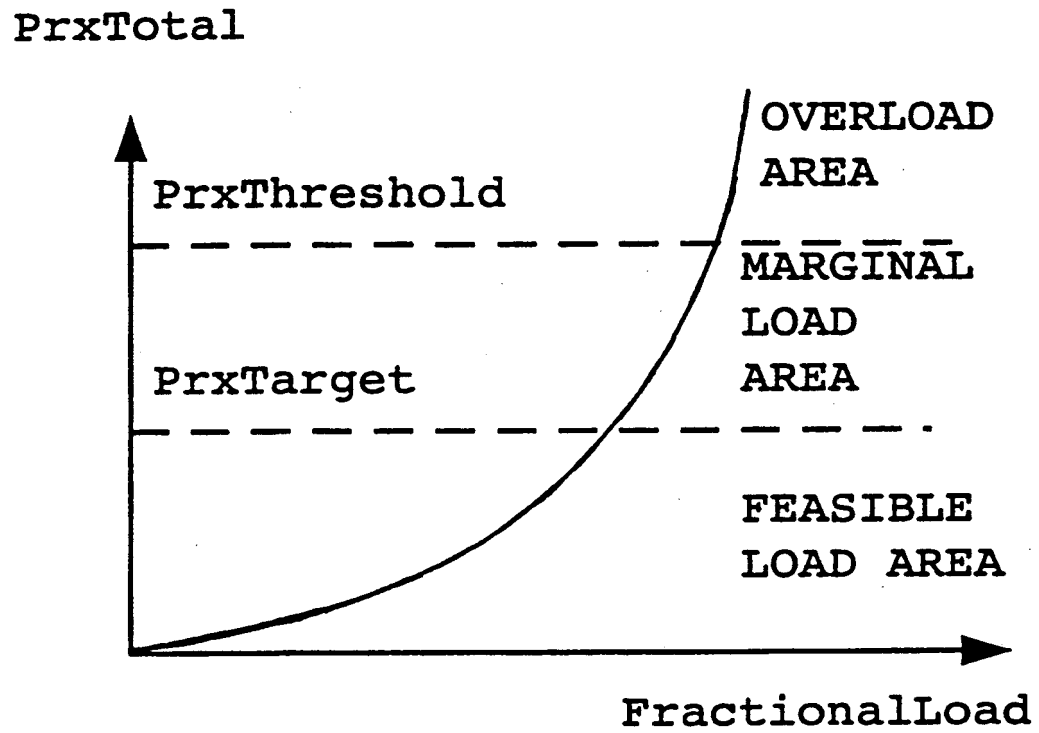 PrxTotal
OVERLOAD
AREA
PrxThreshold
MARGINAL
LOAD
AREA
PrxTarget
FEASIBLE
LOAD AREA
FractionalLoad